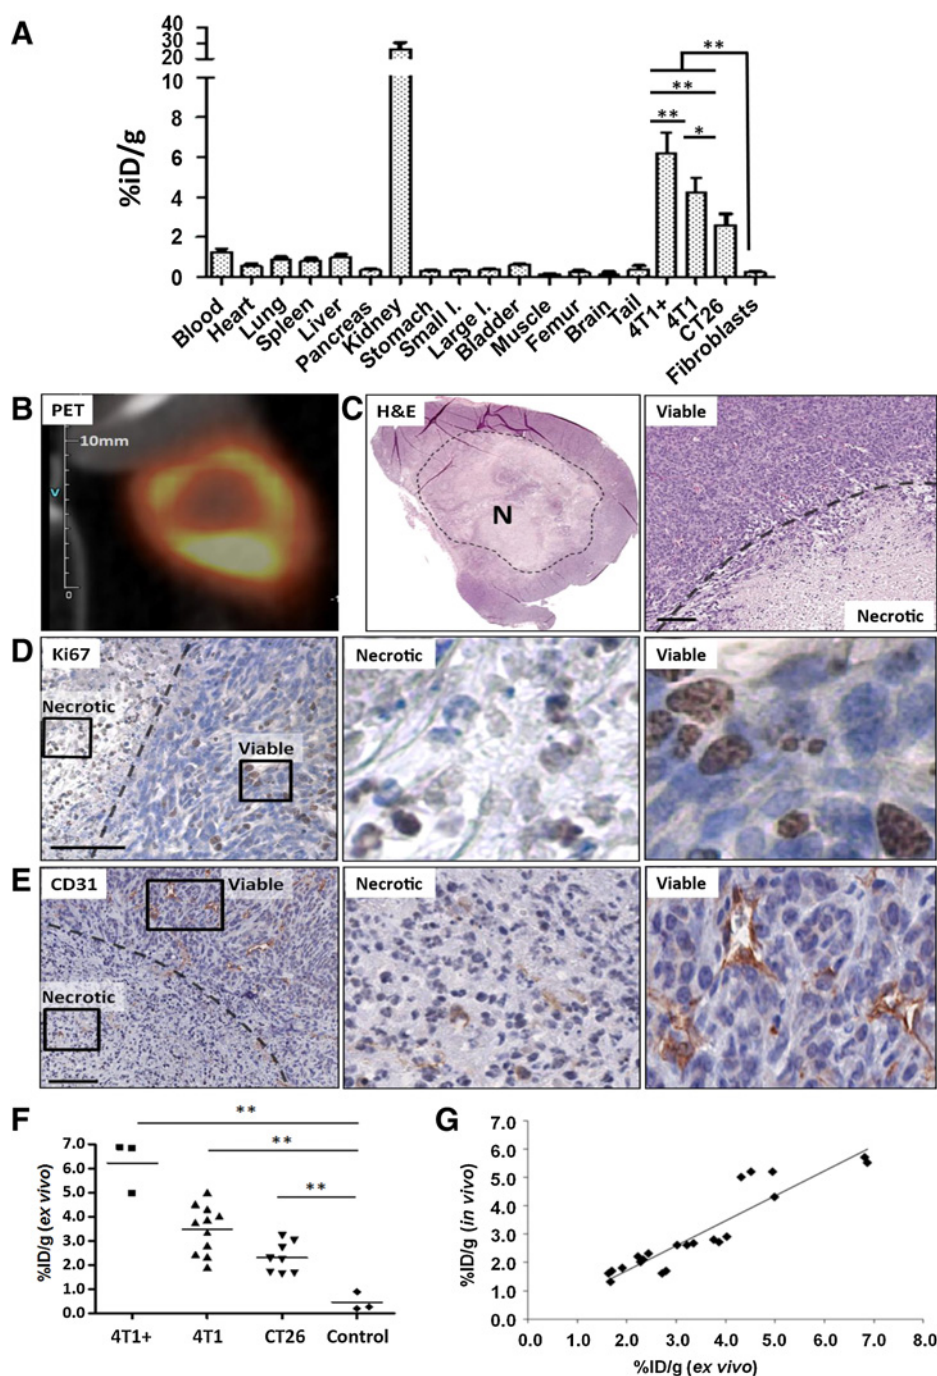 A
%iD/g
40
30
20
10
8
6
4
2
0
**
**
**
*
Blood
Heart
Lung
Spleen
Liver
Pancreas
Kidney
Stomach
Small I.
Large I.
Bladder
Muscle
Femur
Brain
Tail
4T1+
4T1
CT26
Fibroblasts
B
PET
10mm
V
0
C
H&E
N
Viable
Necrotic
D
Ki67
Necrotic
Viable
Necrotic
Viable
E
CD31
Viable
Necrotic
Necrotic
Viable
F
%ID/g (ex vivo)
7.0
6.0
5.0
4.0
3.0
2.0
1.0
0.0
**
**
**
4T1+ 4T1 CT26 Control
G
%ID/g (in vivo)
7.0
6.0
5.0
4.0
3.0
2.0
1.0
0.0
0.0 1.0 2.0 3.0 4.0 5.0 6.0 7.0 8.0
%ID/g (ex vivo)